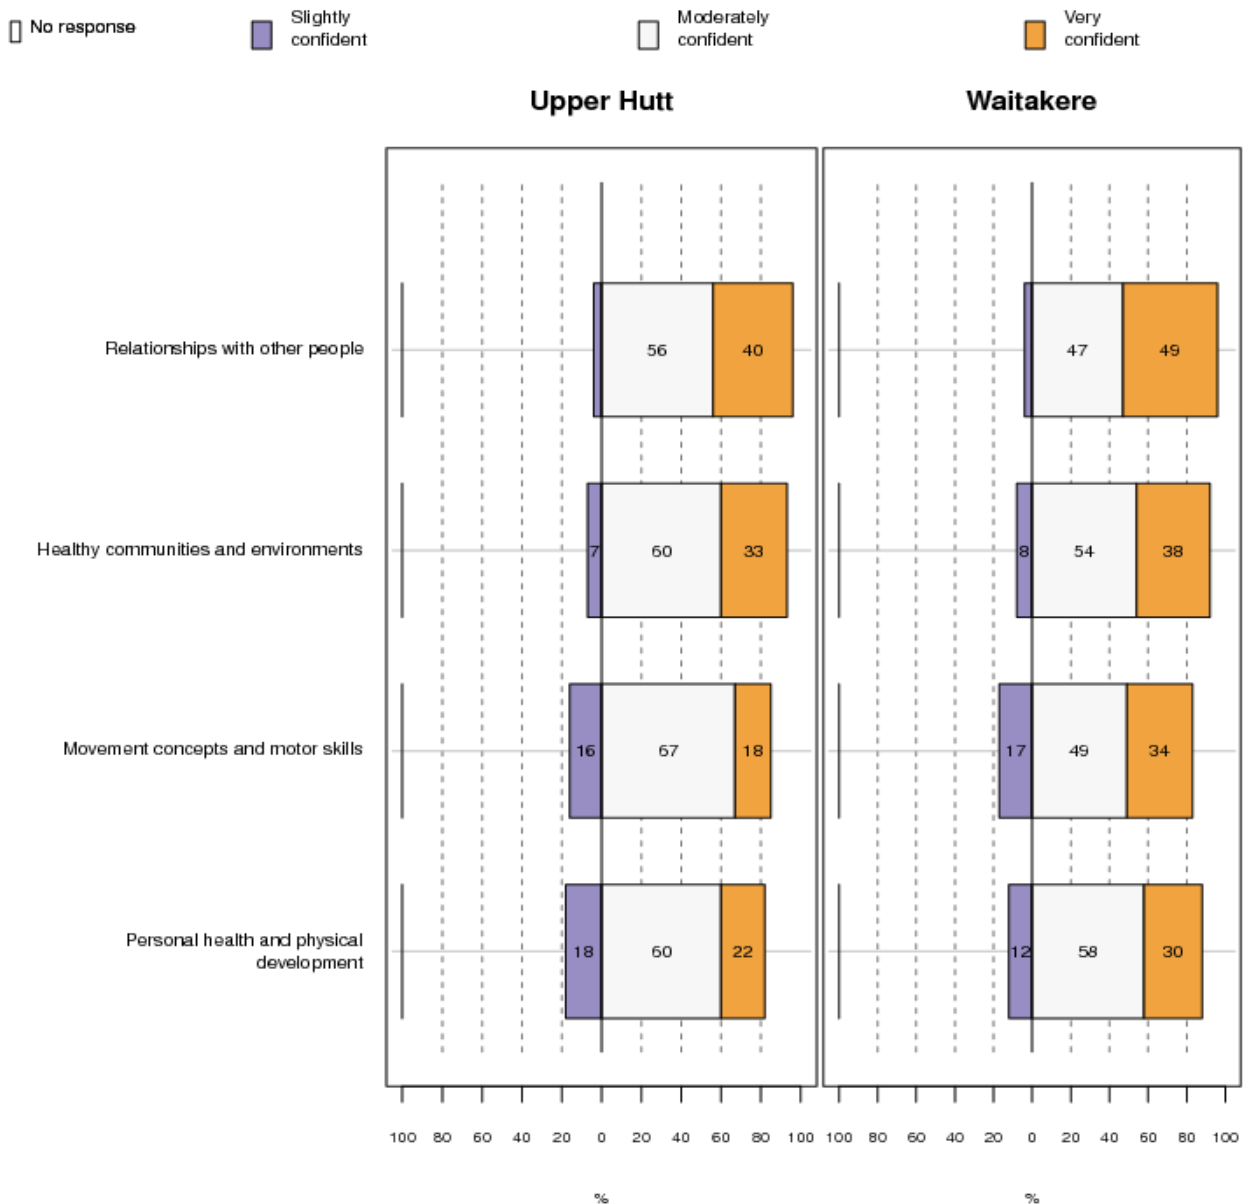 No response
Slightly
confident
Moderately
confident
Very
confident
Upper Hutt
Waitakere
Relationships with other people
56
40
47
49
Healthy communities and environments
7
60
33
8
54
38
Movement concepts and motor skills
16
67
18
17
49
34
Personal health and physical
development
18
60
22
12
58
30
100 80 60 40 20 0 20 40 60 80 100
100 80 60 40 20 0 20 40 60 80 100
%
%